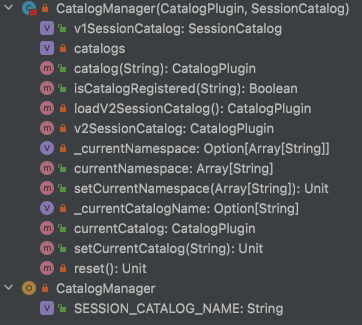 CatalogManager(CatalogPlugin, SessionCatalog)
v1SessionCatalog: SessionCatalog
catalogs
catalog(String): CatalogPlugin
isCatalogRegistered(String): Boolean
loadV2SessionCatalog(): CatalogPlugin
v2SessionCatalog: CatalogPlugin
_currentNamespace: Option[Array[String]]
currentNamespace: Array[String]
setCurrentNamespace(Array[String]): Unit
_currentCatalogName: Option[String]
currentCatalog: CatalogPlugin
setCurrentCatalog(String): Unit
reset(): Unit
CatalogManager
SESSION_CATALOG_NAME: String